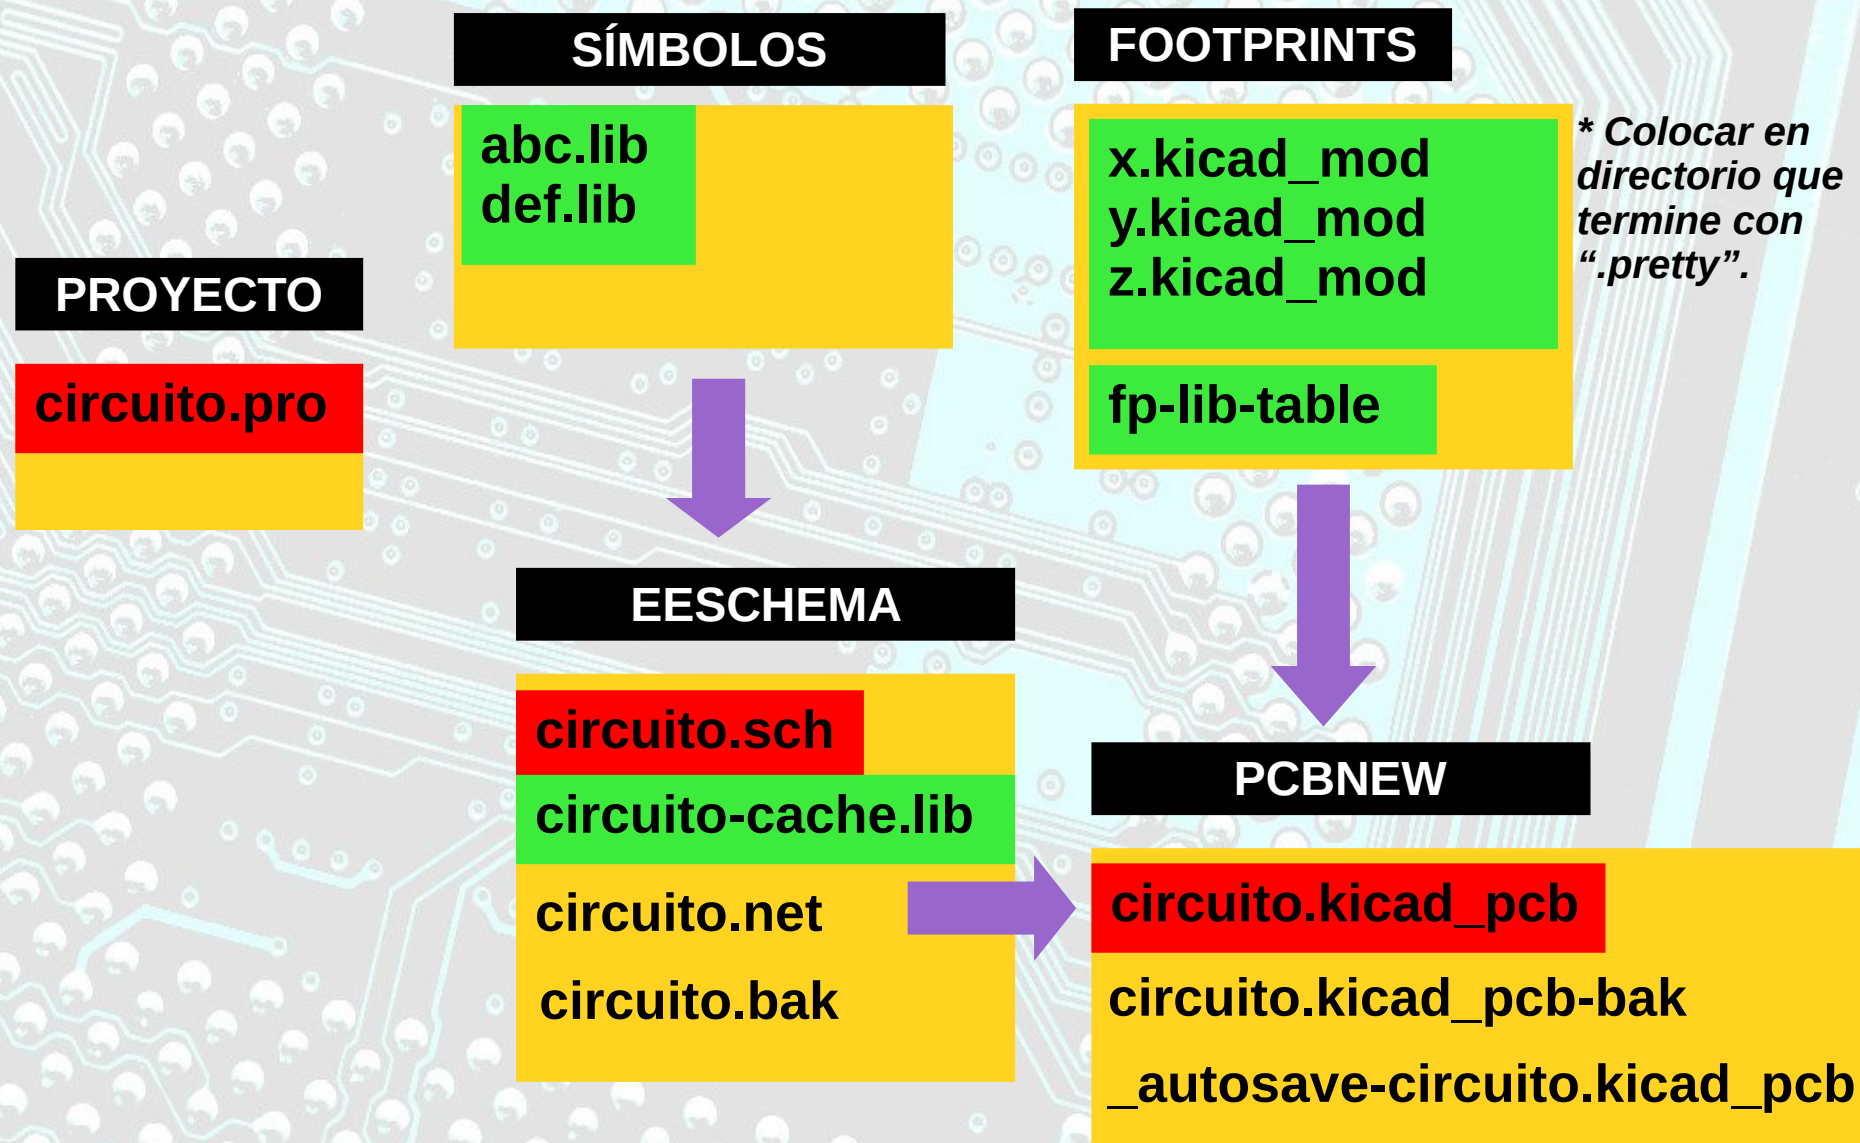 SÍMBOLOS
abc.lib
def.lib
FOOTPRINTS
x.kicad_mod
y.kicad_mod
z.kicad_mod
fp-lib-table
* Colocar en
directorio que
termine con
“.pretty”.
PROYECTO
circuito.pro
EESCHEMA
circuito.sch
circuito-cache.lib
circuito.net
circuito.bak
PCBNEW
circuito.kicad_pcb
circuito.kicad_pcb-bak
_autosave-circuito.kicad_pcb